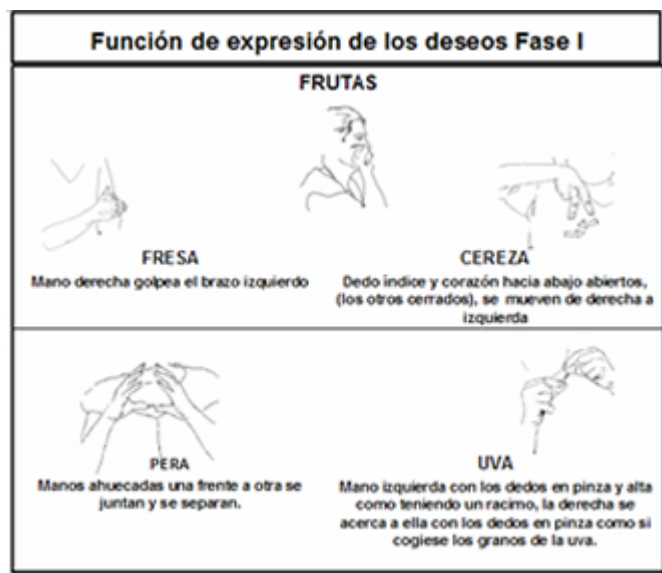 Función de expresión de los deseos Fase I
FRUTAS
FRESA
Mano derecha golpea el brazo izquierdo
CEREZA
Dedo índice y corazón hacia abajo abiertos,
(los otros cerrados), se mueven de derecha a
izquierda
PERA
Manos ahuecadas una frente a otra se
juntan y se separan.
UVA
Mano izquierda con los dedos en pinza y alta
como teniendo un racimo, la derecha se
acerca a ella con los dedos en pinza como si
cogiese los granos de la uva.